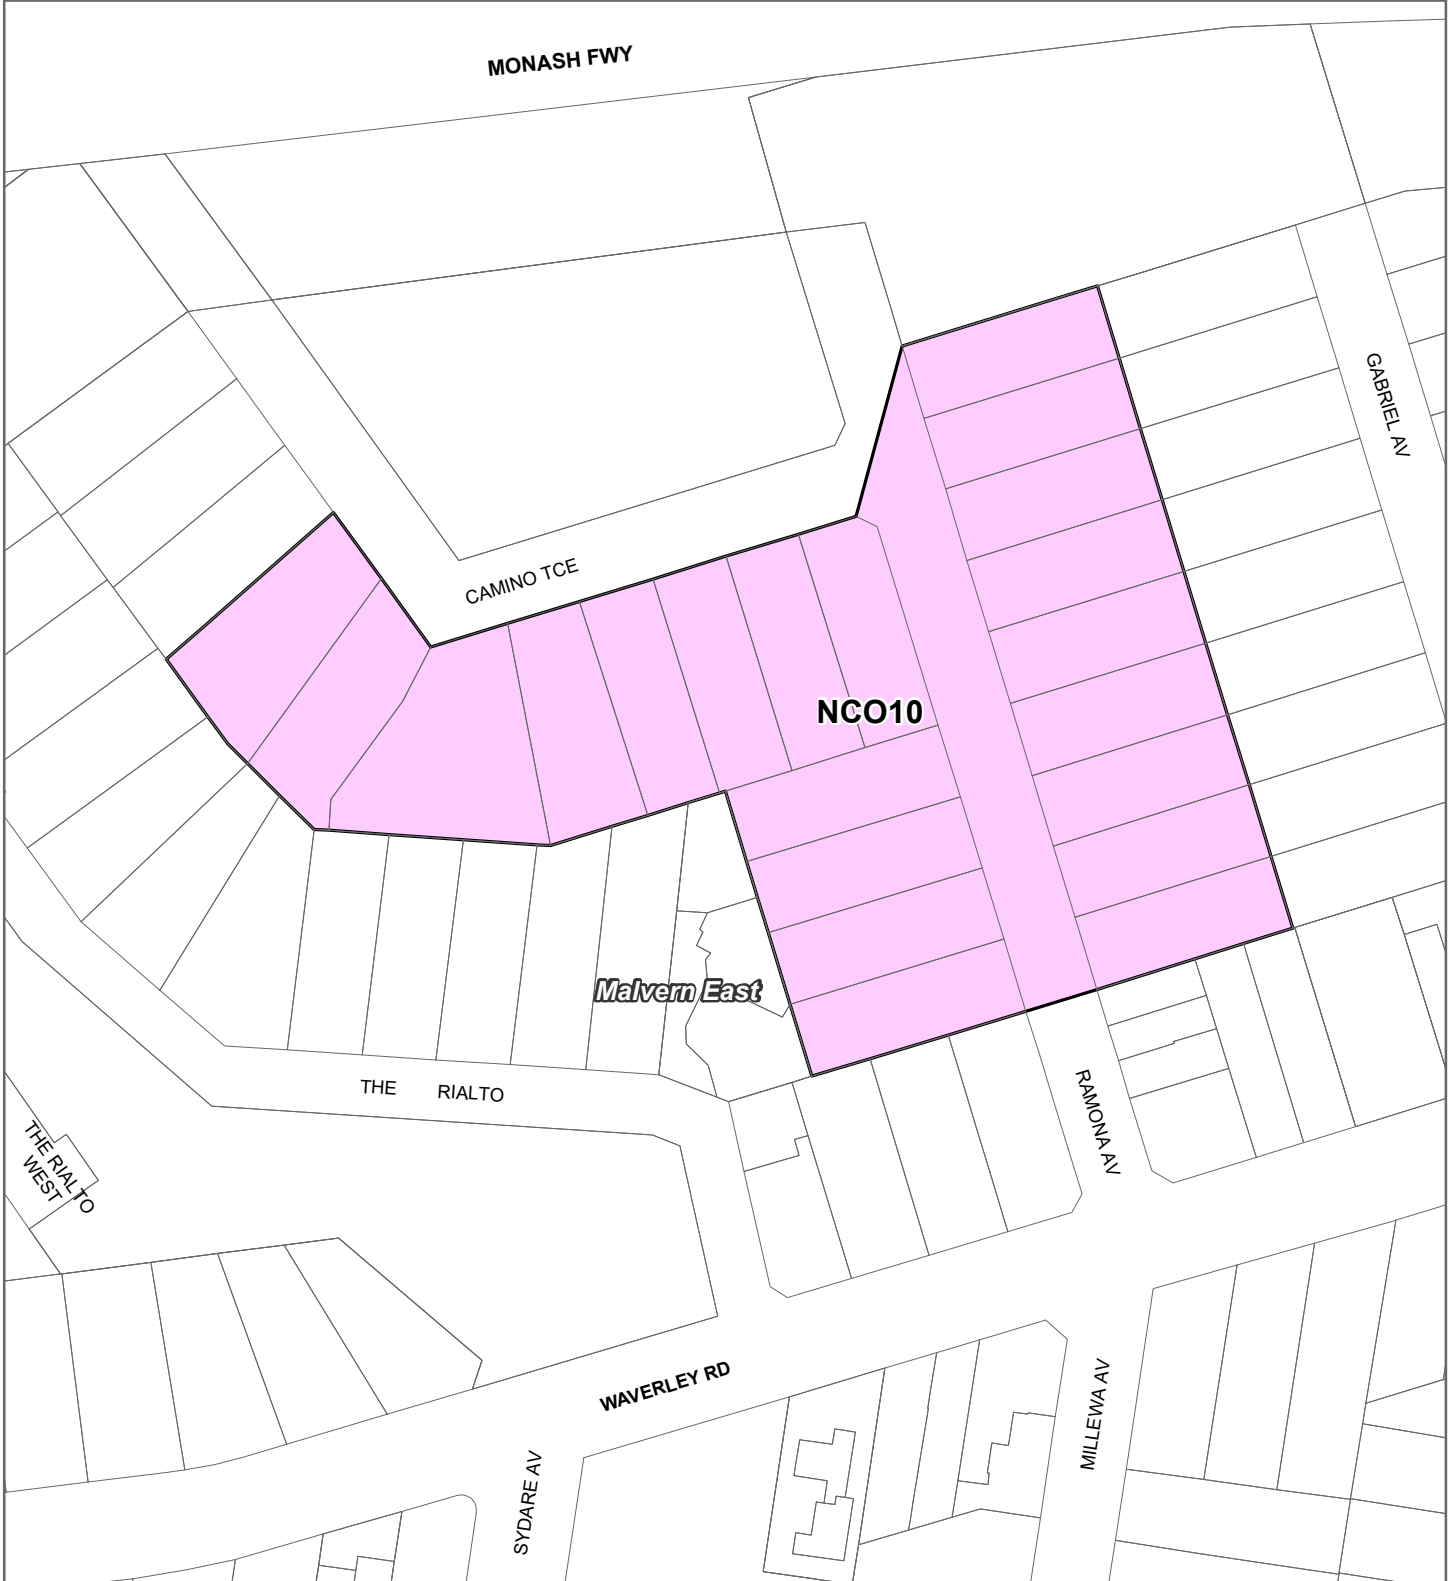 MONASH FWY
GABRIEL AV
CAMINO TCE
NCO10
Malvern East
THE RIALTO
RAMONA AV
THE RIALTO
WEST
WAVERLEY RD
MILLEWA AV
SYDARE AV